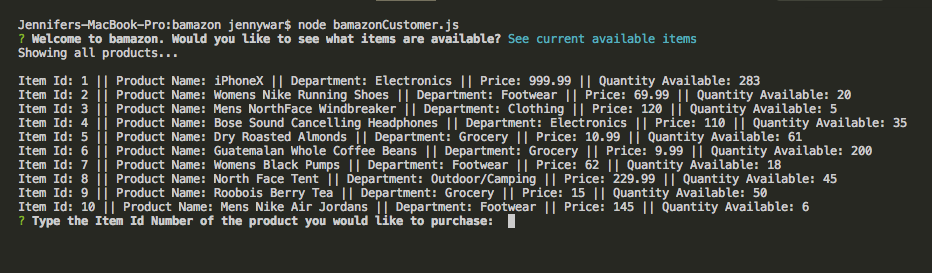 Jennifers-MacBook-Pro:bamazon jennywar$ node bamazonCustomer.js
? Welcome to bamazon. Would you like to see what items are available? See current available items
Showing all products...
Item Id: 1 || Product Name: iPhoneX || Department: Electronics || Price: 999.99 || Quantity Available: 283
Item Id: 2 || Product Name: Womens Nike Running Shoes || Department: Footwear || Price: 69.99 || Quantity Available: 20
Item Id: 3 || Product Name: Mens NorthFace Windbreaker || Department: Clothing || Price: 120 || Quantity Available: 5
Item Id: 4 || Product Name: Bose Sound Cancelling Headphones || Department: Electronics || Price: 110 || Quantity Available: 35
Item Id: 5 || Product Name: Dry Roasted Almonds || Department: Grocery || Price: 10.99 || Quantity Available: 61
Item Id: 6 || Product Name: Guatemalan Whole Coffee Beans || Department: Grocery || Price: 9.99 || Quantity Available: 200
Item Id: 7 || Product Name: Womens Black Pumps || Department: Footwear || Price: 62 || Quantity Available: 18
Item Id: 8 || Product Name: North Face Tent || Department: Outdoor/Camping || Price: 229.99 || Quantity Available: 45
Item Id: 9 || Product Name: Roobois Berry Tea || Department: Grocery || Price: 15 || Quantity Available: 50
Item Id: 10 || Product Name: Mens Nike Air Jordans || Department: Footwear || Price: 145 || Quantity Available: 6
? Type the Item Id Number of the product you would like to purchase: